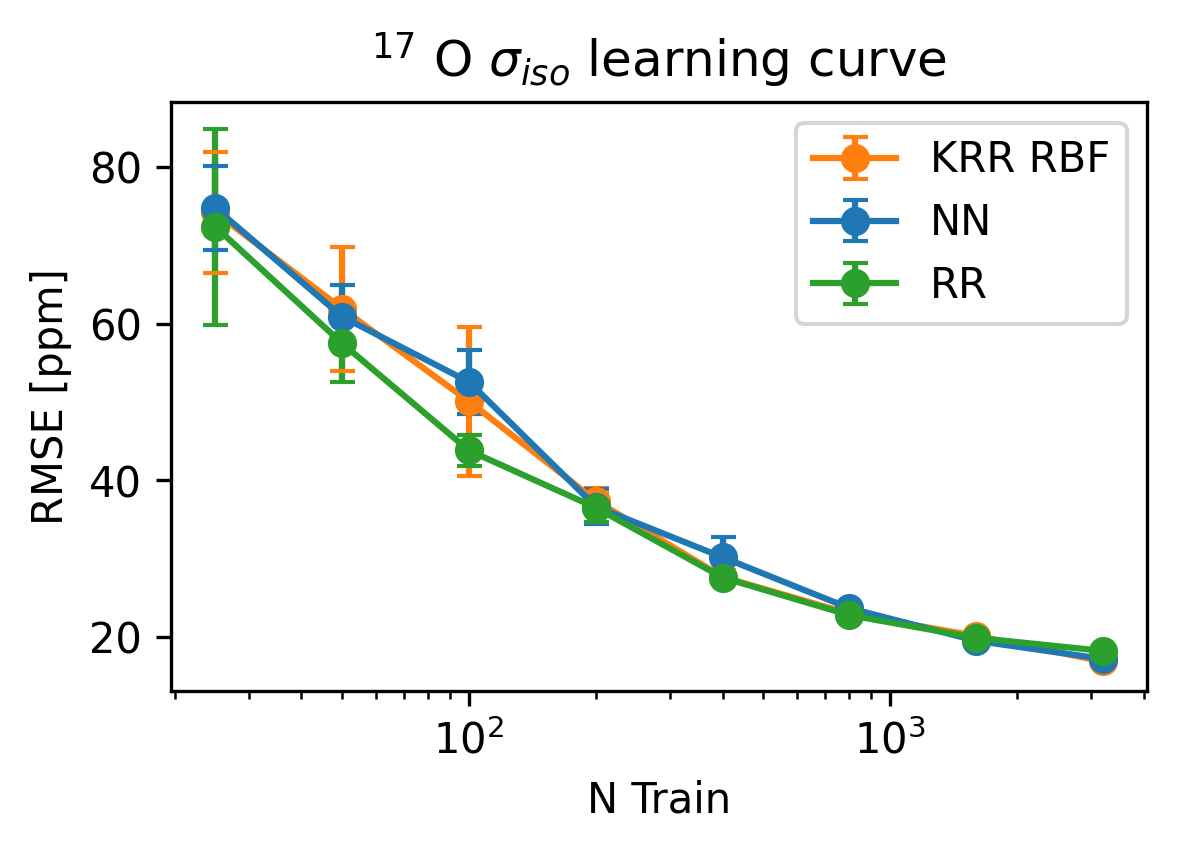 ¹⁷ O σ_iso learning curve
KRR RBF
NN
RR
RMSE [ppm]
80
60
40
20
10²
10³
N Train